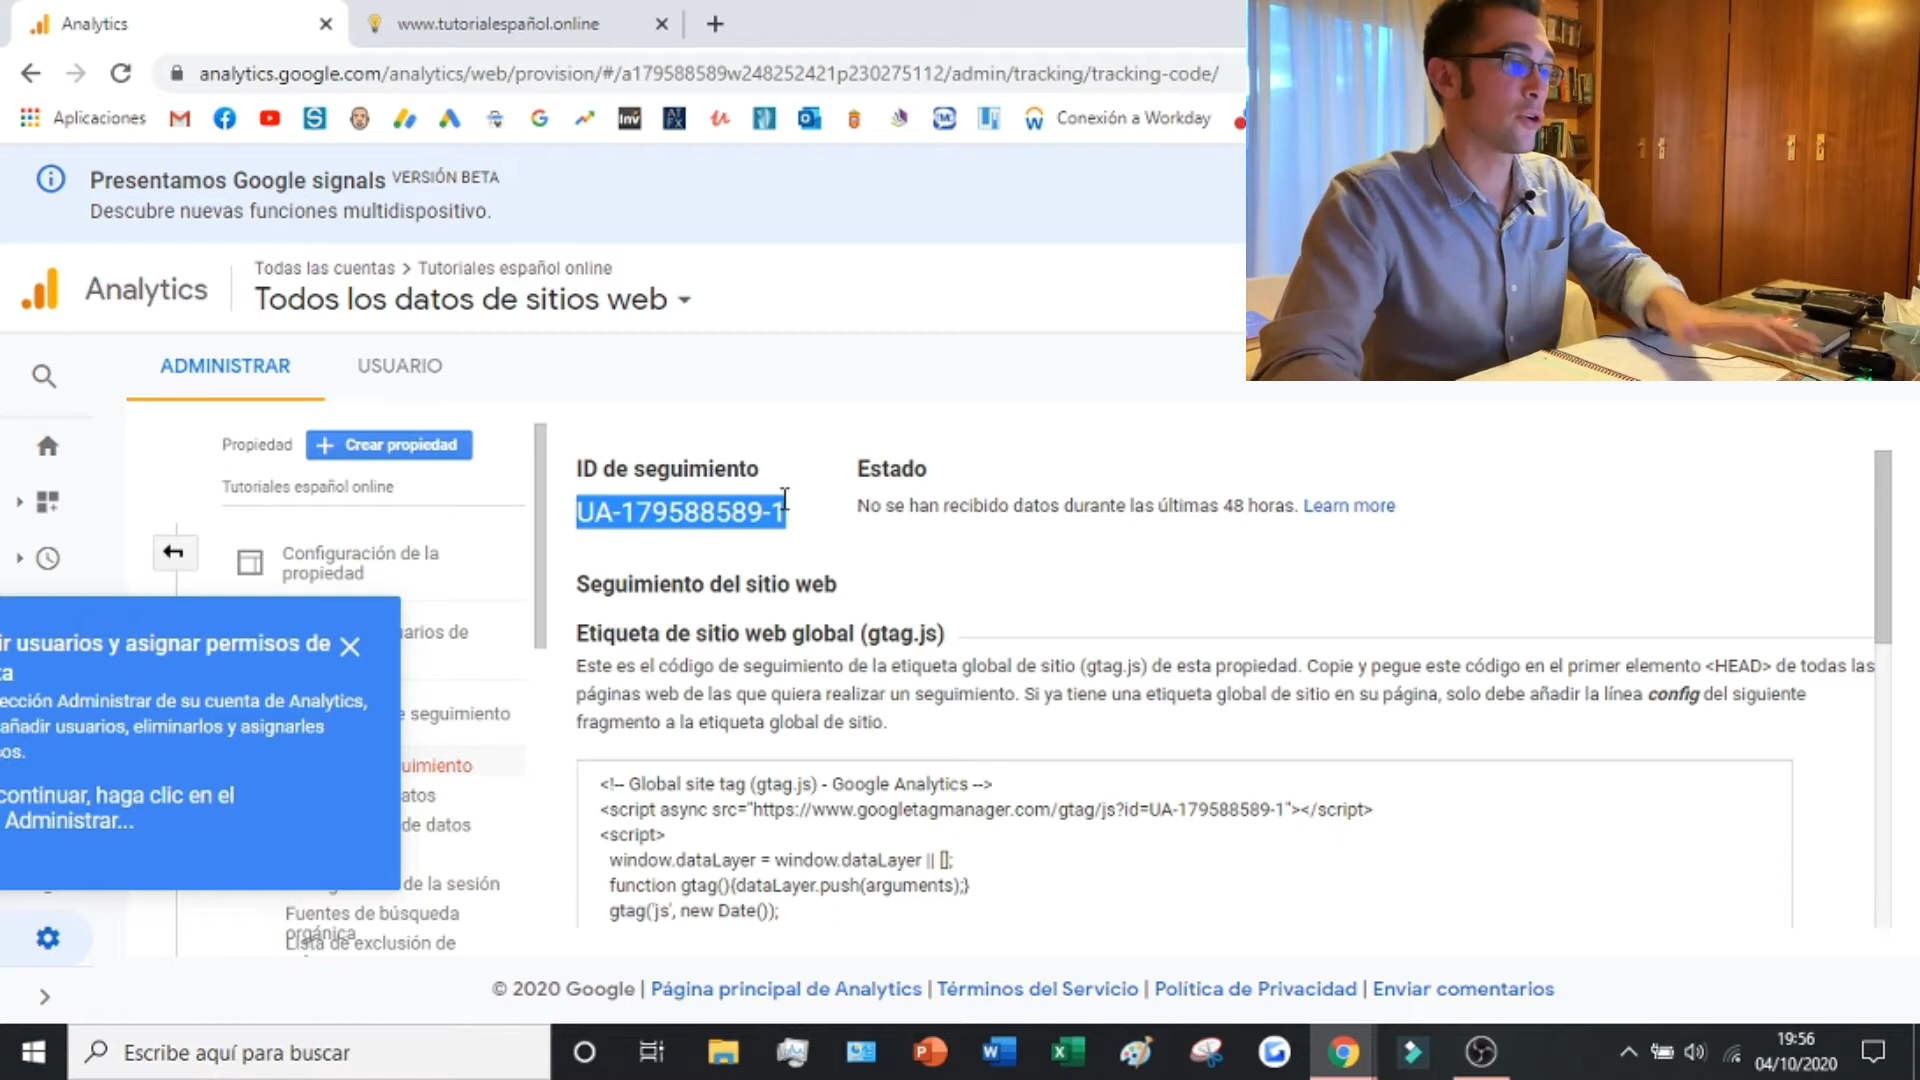 Analytics
www.tutorialespañol.online
analytics.google.com/analytics/web/provision/#/a179588589w248252421p230275112/admin/tracking/tracking-code/
Aplicaciones
Inv
Conexión a Workday
Presentamos Google signals VERSIÓN BETA
Descubre nuevas funciones multidispositivo.
Analytics
Todas las cuentas > Tutoriales español online
Todos los datos de sitios web
ADMINISTRAR
USUARIO
Propiedad
+ Crear propiedad
Tutoriales español online
Configuración de la
propiedad
arios de
e seguimiento
uimiento
atos
de datos
de la sesión
Fuentes de búsqueda
orgánica
Lista de exclusión de
ir usuarios y asignar permisos de
ta
ección Administrar de su cuenta de Analytics,
añadir usuarios, eliminarlos y asignarles
os.
continuar, haga clic en el
Administrar...
ID de seguimiento
UA-179588589-1
Estado
No se han recibido datos durante las últimas 48 horas. Learn more
Seguimiento del sitio web
Etiqueta de sitio web global (gtag.js)
Este es el código de seguimiento de la etiqueta global de sitio (gtag.js) de esta propiedad. Copie y pegue este código en el primer elemento <HEAD> de todas las
páginas web de las que quiera realizar un seguimiento. Si ya tiene una etiqueta global de sitio en su página, solo debe añadir la línea config del siguiente
fragmento a la etiqueta global de sitio.
<!-- Global site tag (gtag.js) - Google Analytics -->
<script async src="https://www.googletagmanager.com/gtag/js?id=UA-179588589-1"></script>
<script>
window.dataLayer = window.dataLayer || [];
function gtag(){dataLayer.push(arguments);}
gtag('js', new Date());
© 2020 Google | Página principal de Analytics | Términos del Servicio | Política de Privacidad | Enviar comentarios
Escribe aquí para buscar
19:56
04/10/2020